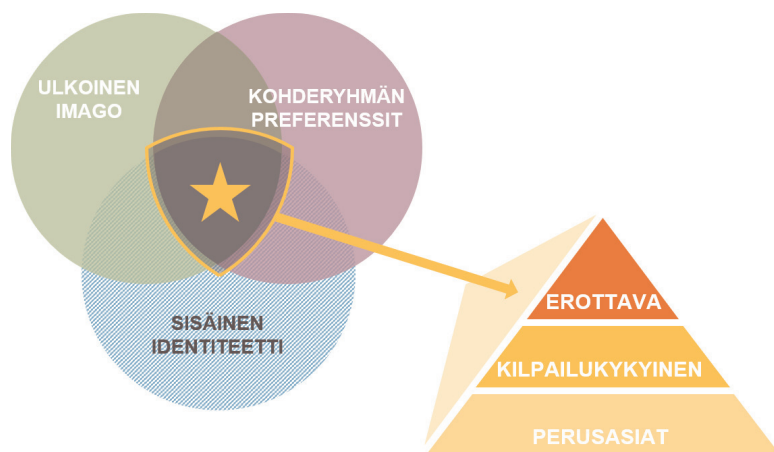 ULKOINEN
IMAGO
KOHDERYHMÄN
PREFERENSSIT
SISÄINEN
IDENTITEETTI
EROTTAVA
KILPAILUKYKYINEN
PERUSASIAT